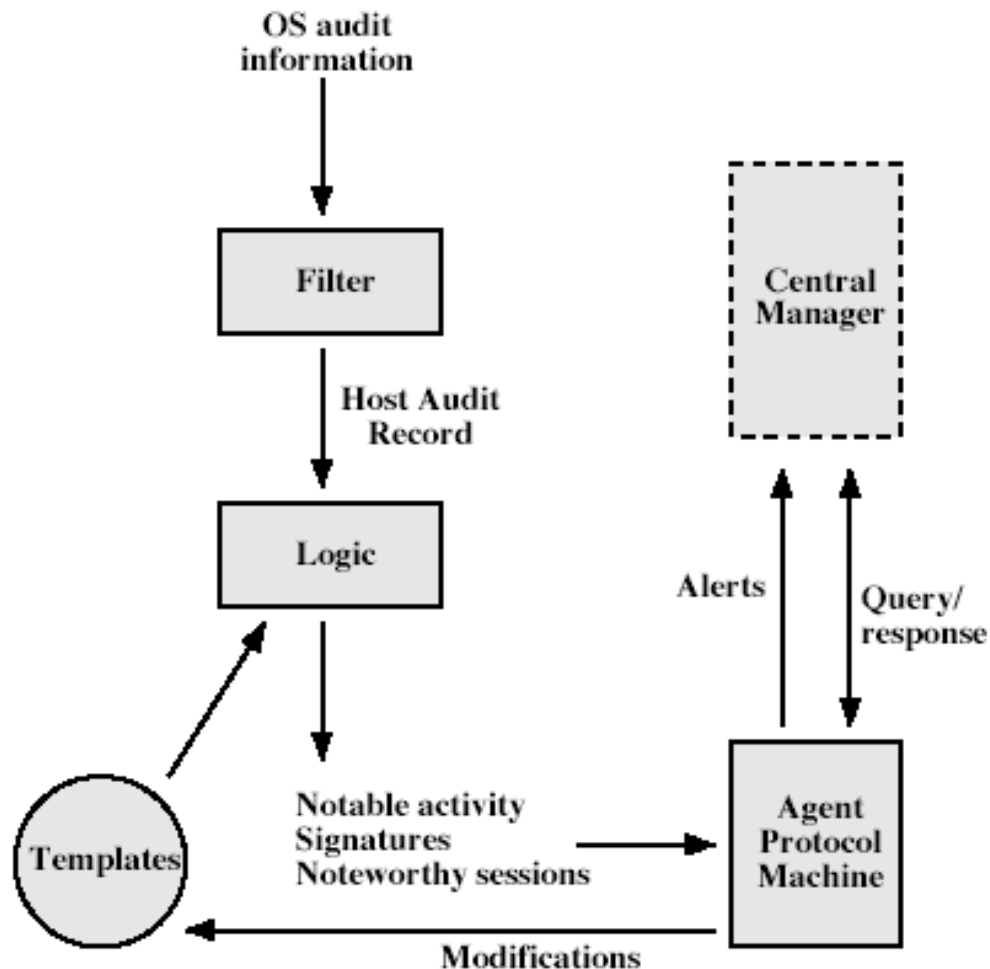 OS audit
information
Filter
Central
Manager
Host Audit
Record
Logic
Alerts
Query/
response
Notable activity
Signatures
Noteworthy sessions
Templates
Agent
Protocol
Machine
Modifications